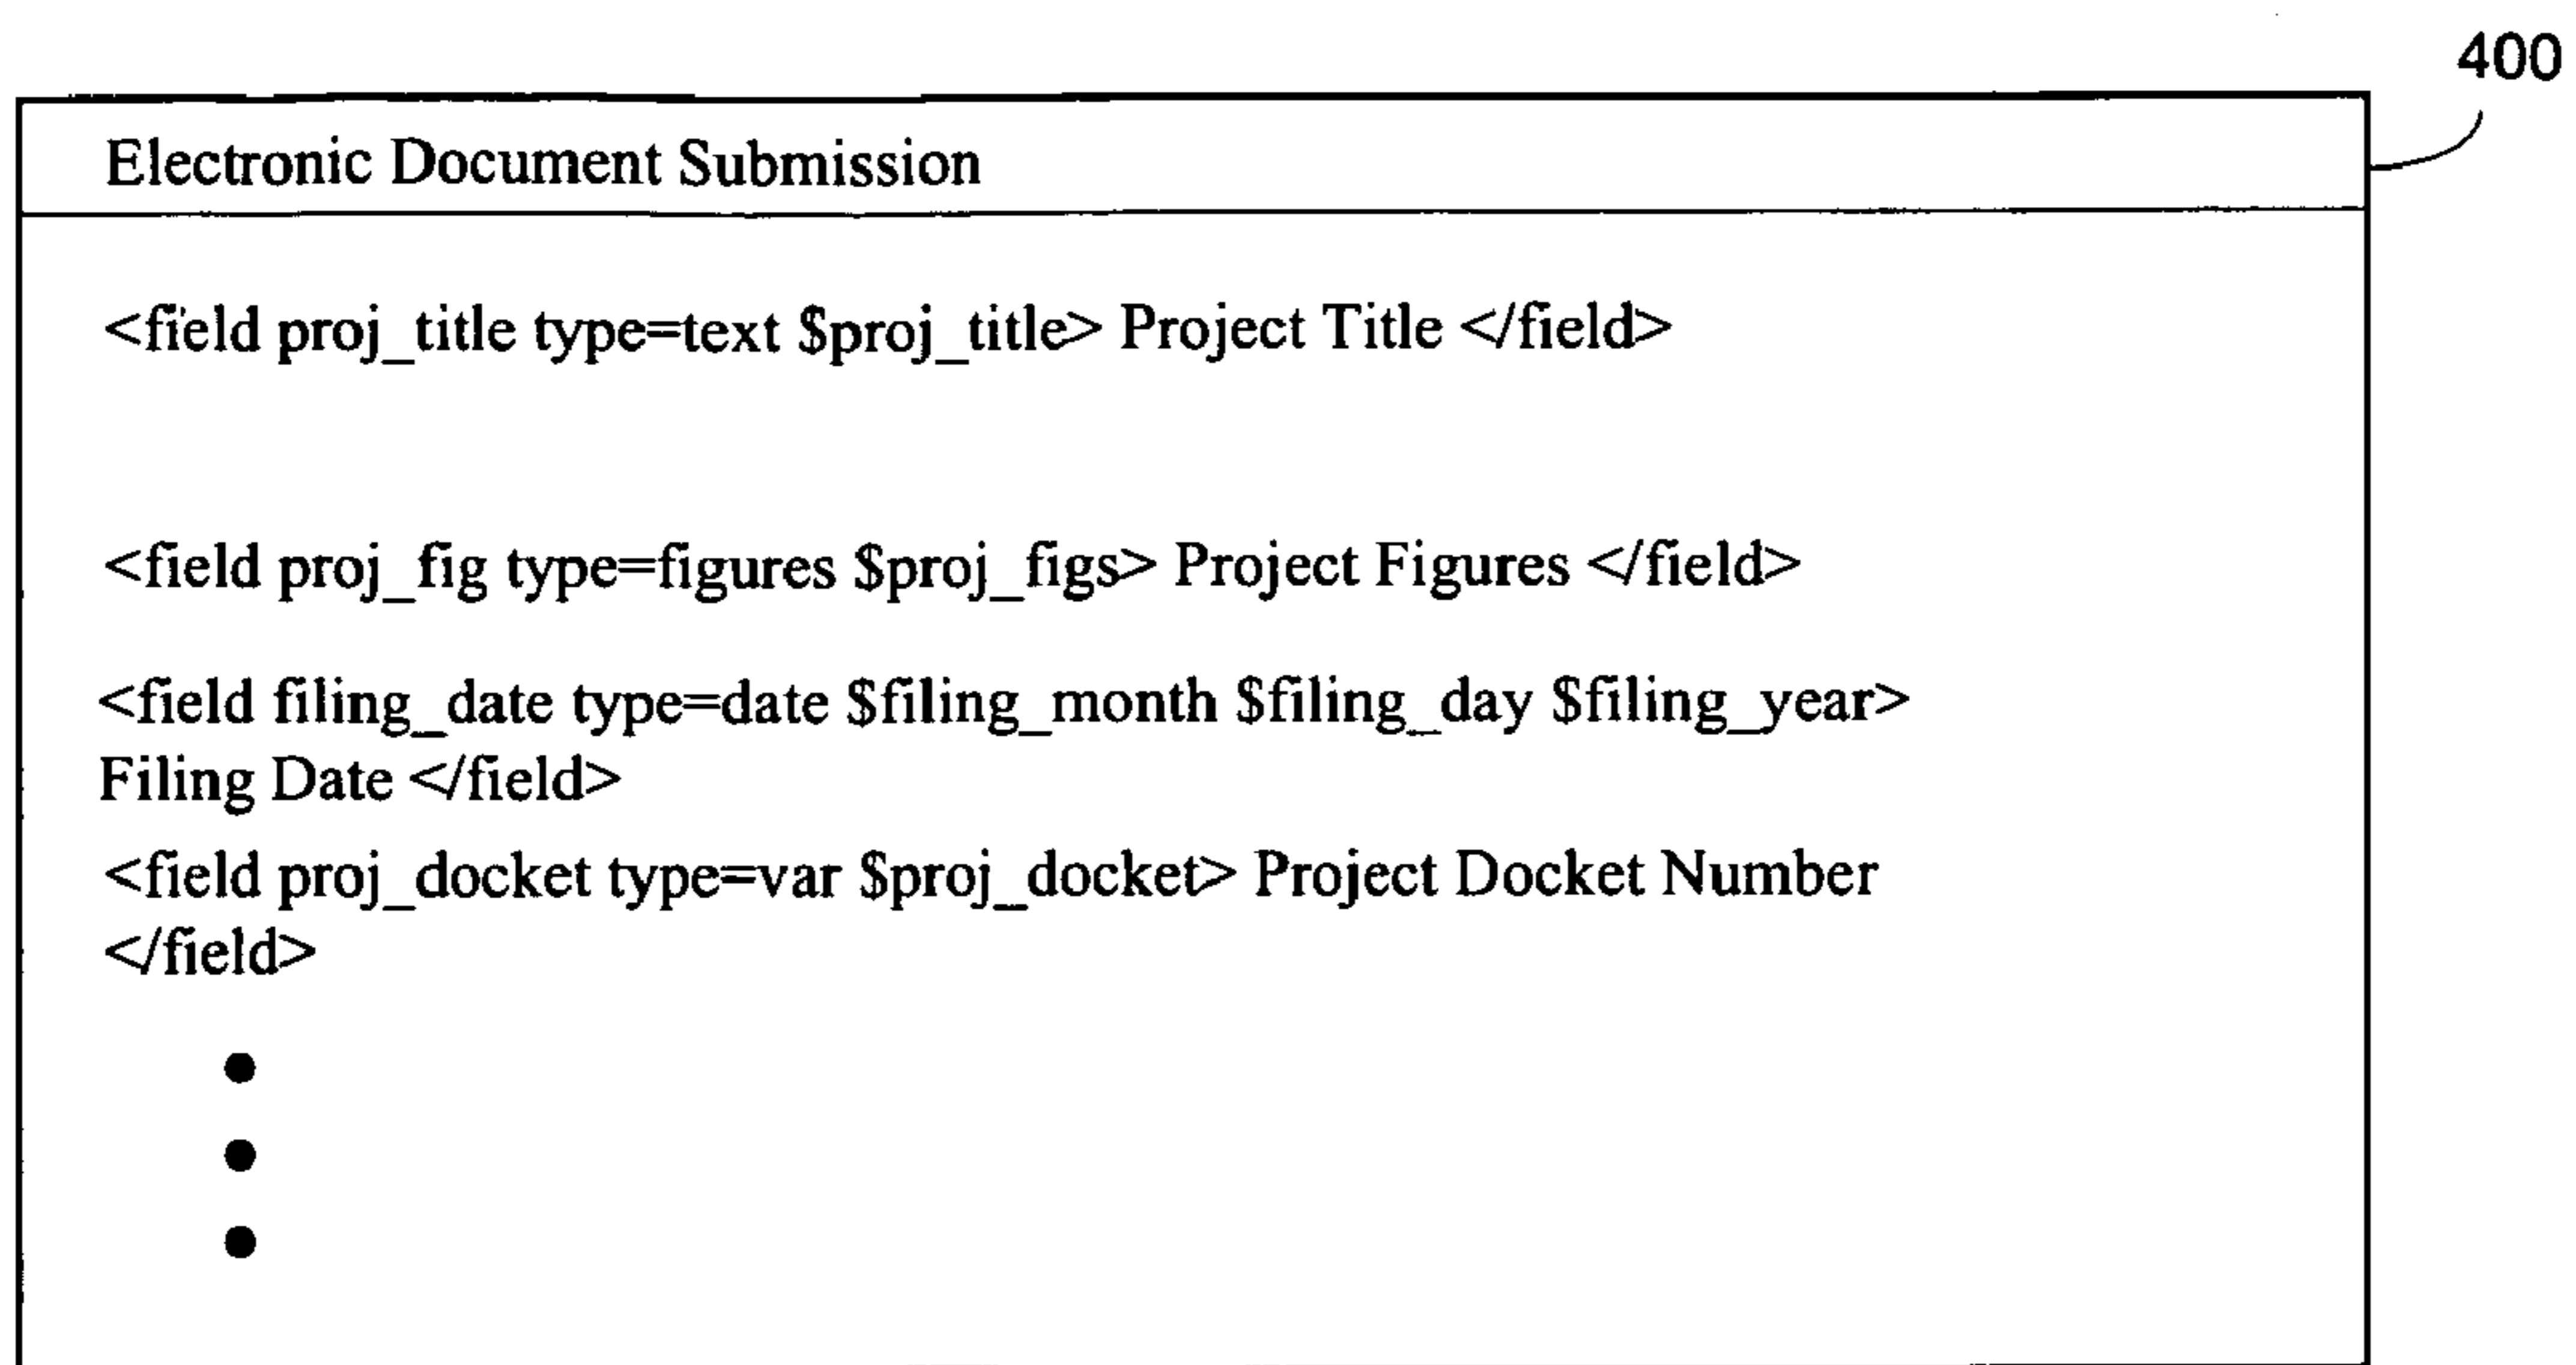 400
Electronic Document Submission
<field proj_title type=text $proj_title> Project Title </field>
<field proj_fig type=figures $proj_figs> Project Figures </field>
<field filing_date type=date $filing_month $filing_day $filing_year>
Filing Date </field>
<field proj_docket type=var $proj_docket> Project Docket Number
</field>